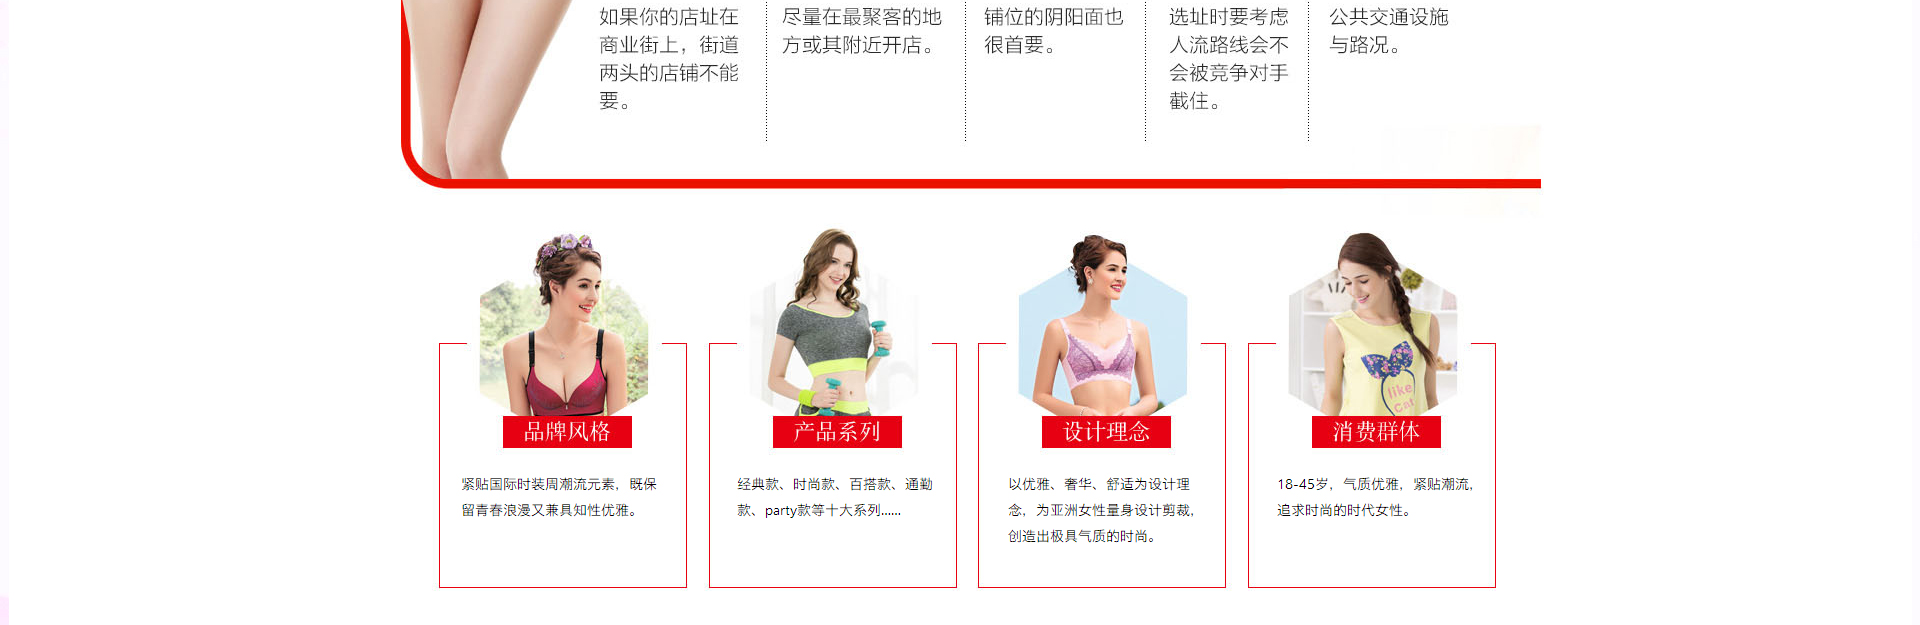 如果你的店址在
商业街上，街道
两头的店铺不能
要。
尽量在最聚客的地
方或其附近开店。
铺位的阴阳面也
很首要。
选址时要考虑
人流路线会不
会被竞争对手
截住。
公共交通设施
与路况。
like
Cat
品牌风格
紧贴国际时装周潮流元素，既保
留青春浪漫又兼具知性优雅。
产品系列
经典款、时尚款、百搭款、通勤
款、party款等十大系列......
设计理念
以优雅、奢华、舒适为设计理
念，为亚洲女性量身设计剪裁,
创造出极具气质的时尚。
消费群体
18-45岁，气质优雅，紧贴潮流,
追求时尚的时代女性。